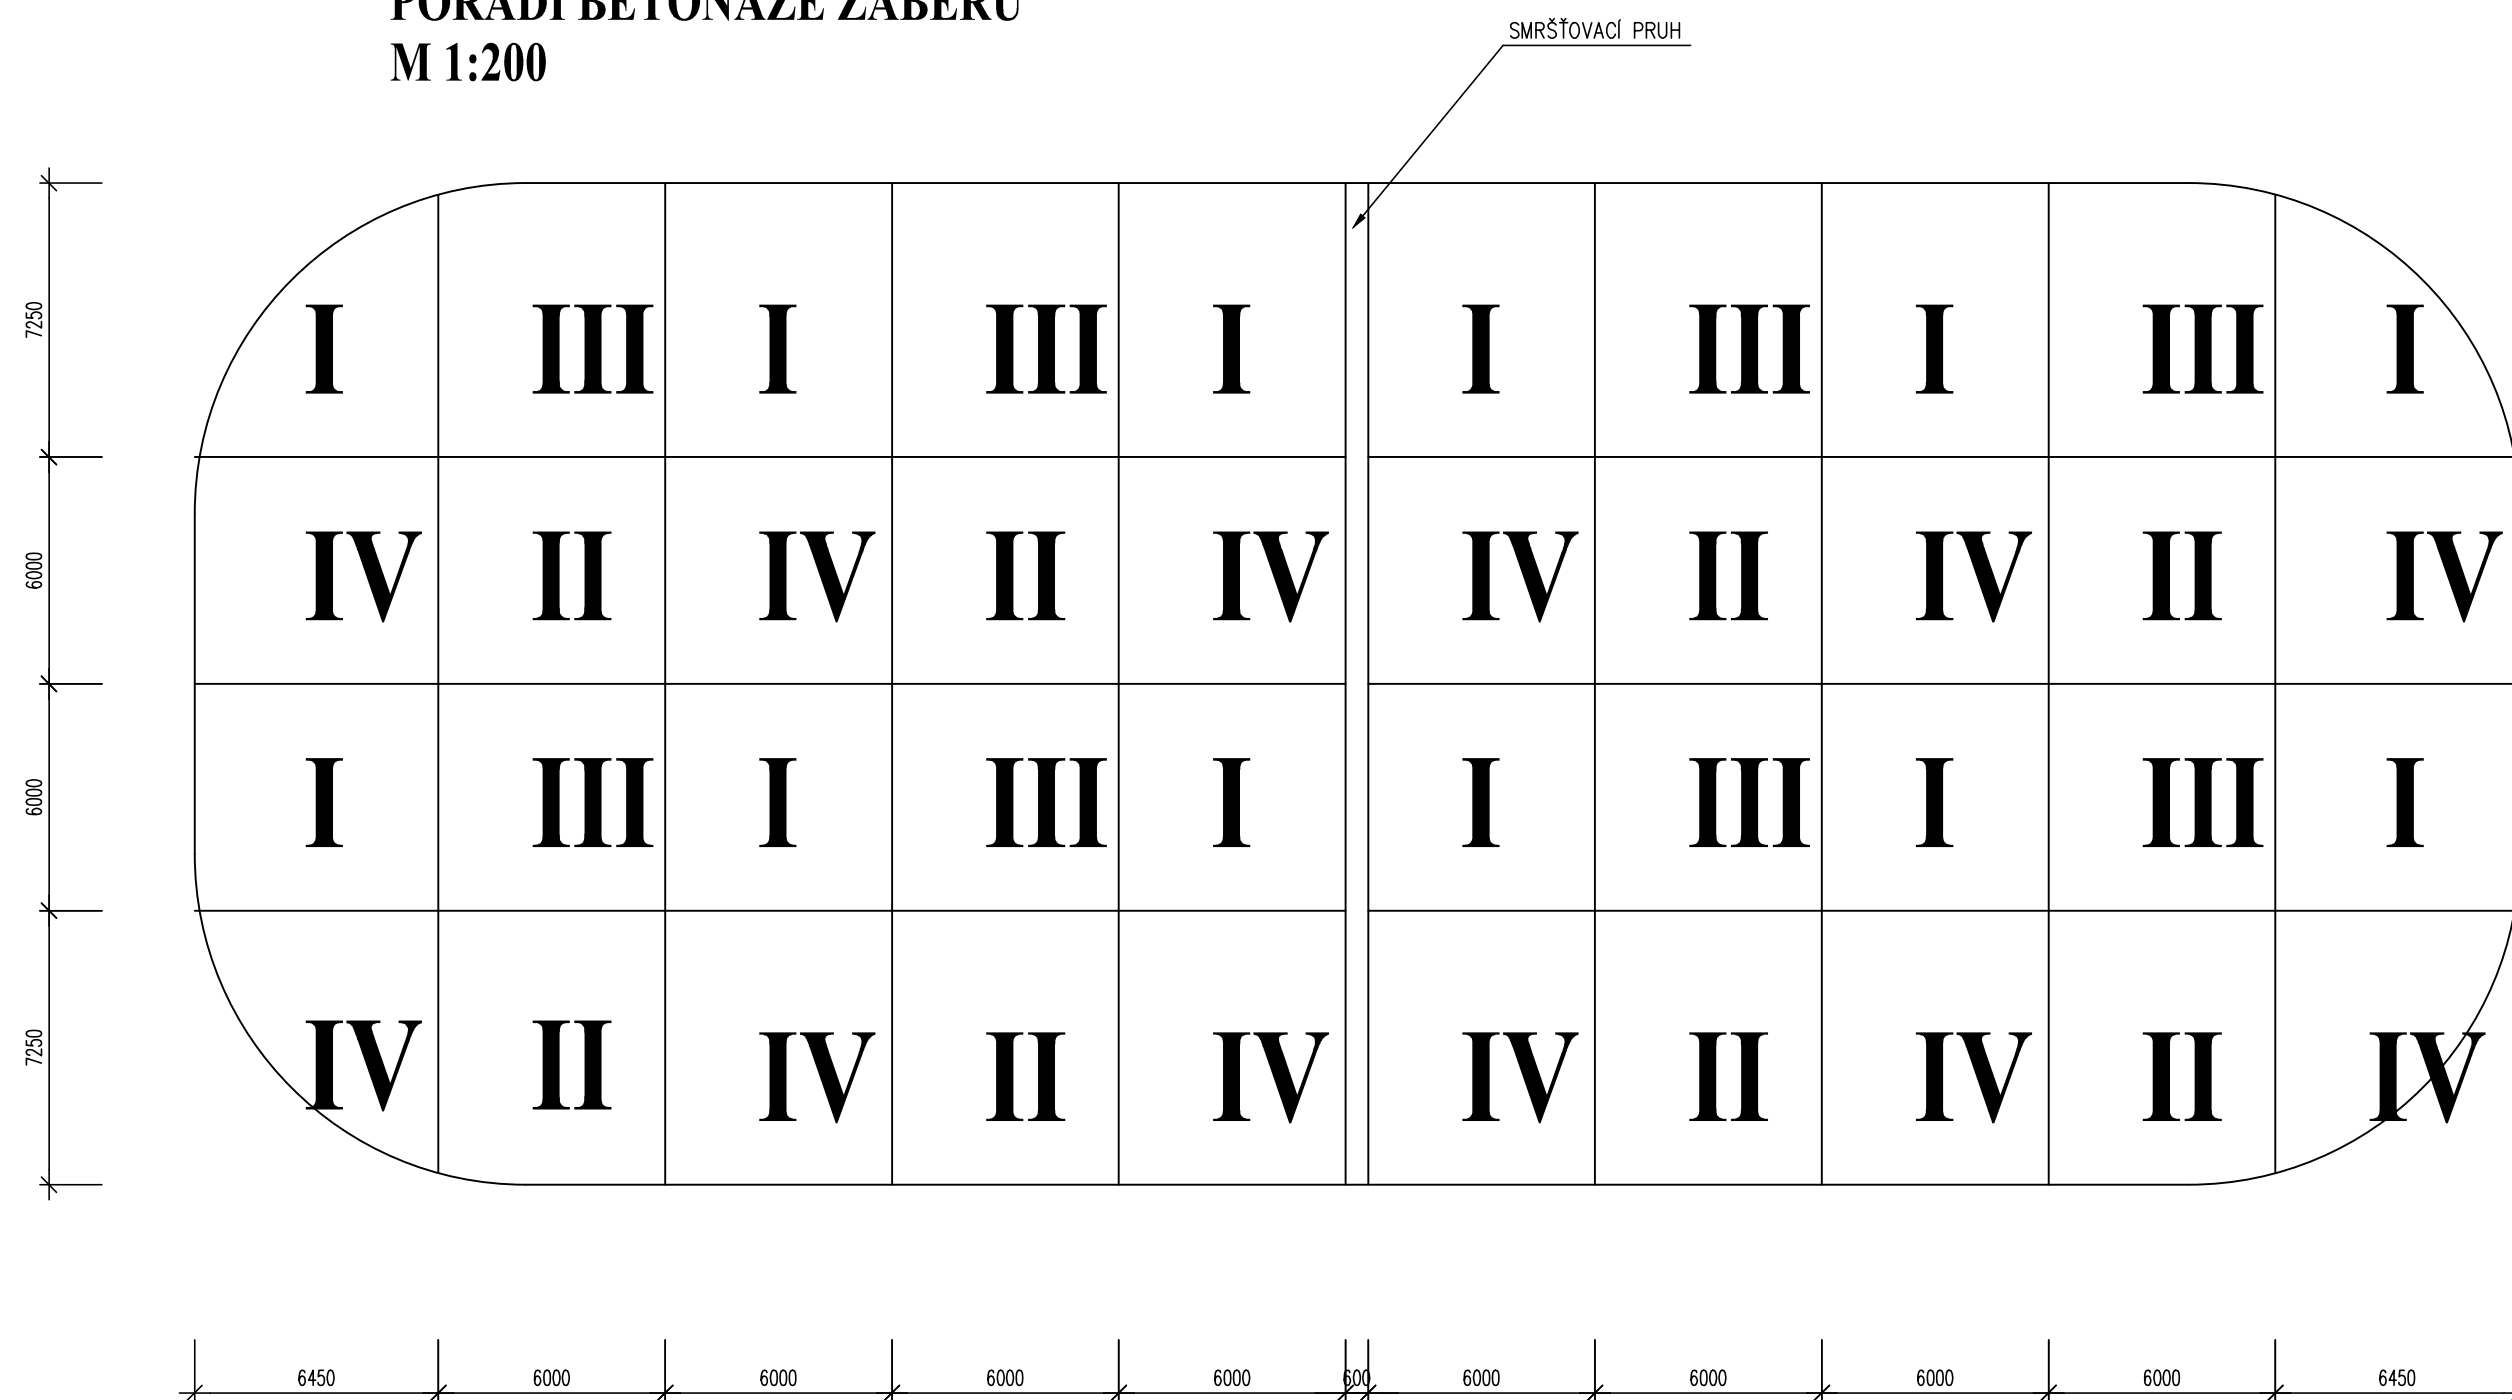 POŘADÍ BETONÁŽE ZÁBĚRŮ
M 1:200
SMRŠŤOVACÍ PRUH
7250
I III I III I I III I III I
6000
IV II IV II IV IV II IV II IV
6000
I III I III I I III I III I
7250
IV II IV II IV IV II IV II IV
6450 6000 6000 6000 6000 600 6000 6000 6000 6000 6450